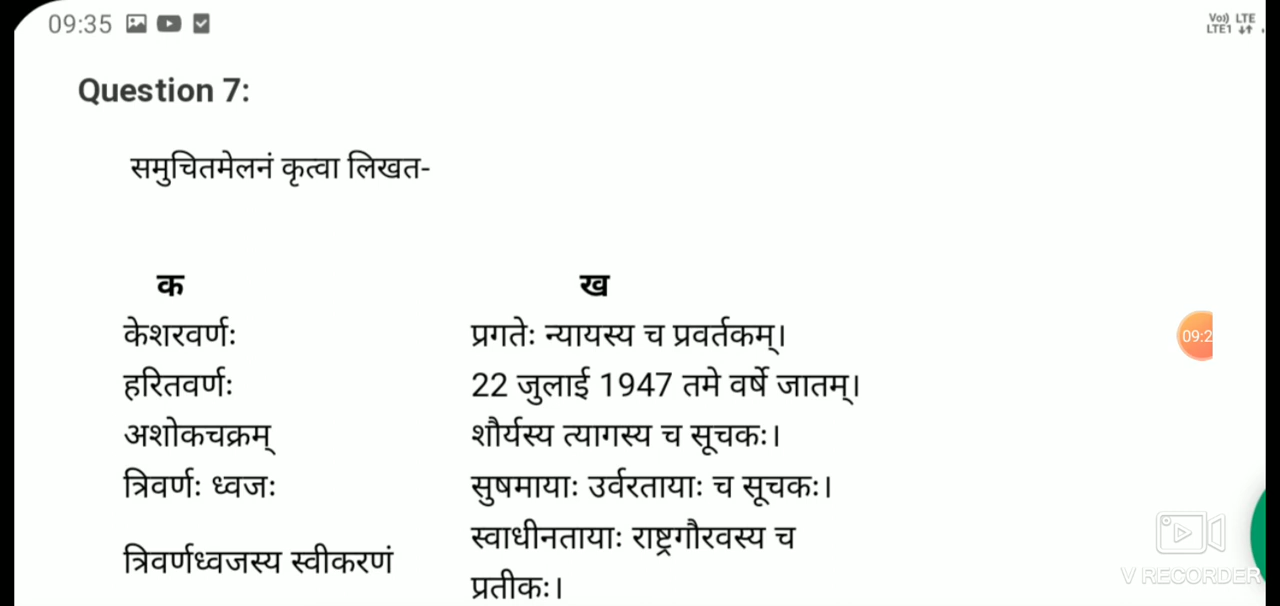 09:35
Vo) LTE
LTE1
Question 7:
समुचितमेलनं कृत्वा लिखत-
क ख
केशरवर्णः प्रगतेः न्यायस्य च प्रवर्तकम्।
हरितवर्णः 22 जुलाई 1947 तमे वर्षे जातम्।
अशोकचक्रम् शौर्यस्य त्यागस्य च सूचकः।
त्रिवर्णः ध्वजः सुषमायाः उर्वरतायाः च सूचकः।
त्रिवर्णध्वजस्य स्वीकरणं स्वाधीनतायाः राष्ट्रगौरवस्य च
प्रतीकः।
09:2
V RECORDER